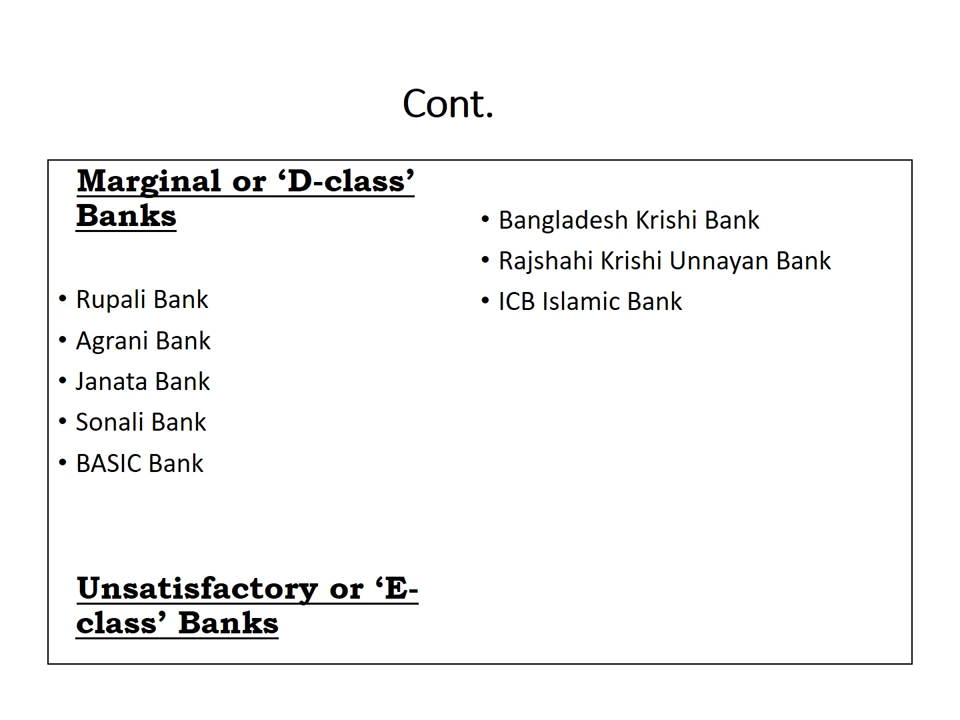 Cont.
Marginal or ‘D-class’
Banks
• Rupali Bank
• Agrani Bank
• Janata Bank
• Sonali Bank
• BASIC Bank
Unsatisfactory or ‘E-
class’ Banks
• Bangladesh Krishi Bank
• Rajshahi Krishi Unnayan Bank
• ICB Islamic Bank